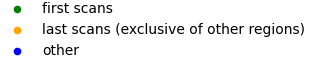 first scans
last scans (exclusive of other regions)
other